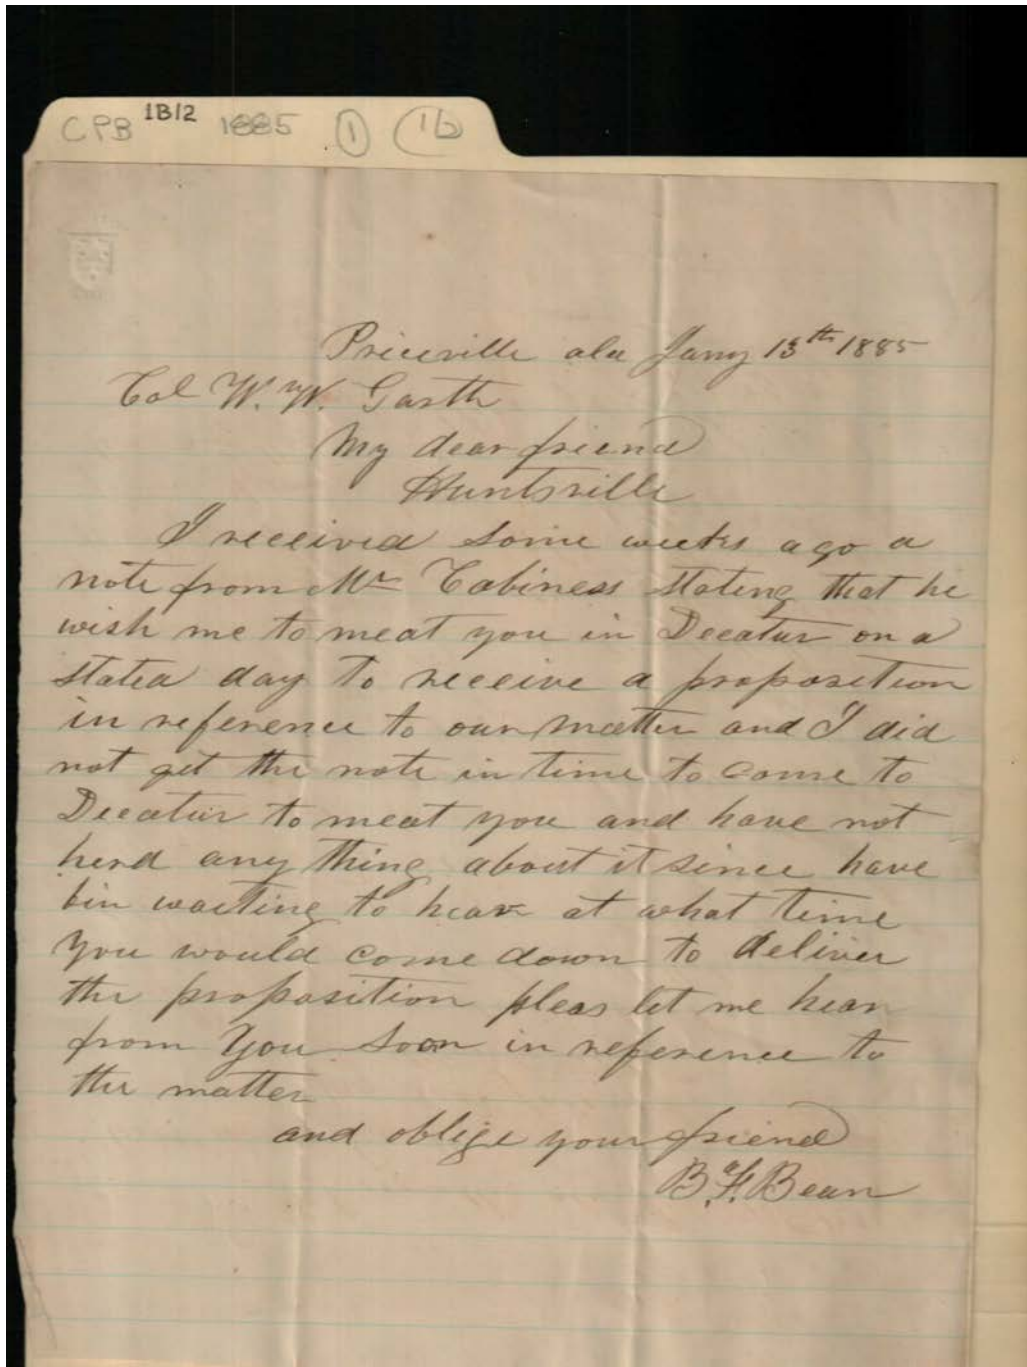 CPB 1B12 1885 1 1b
Priceville ala Jany 13th 1885
Col W. W. Garth
My dear friend
Huntsville
I received some weeks ago a
note from Mr Cabiness stating that he
wish me to meat you in Decatur on a
stated day to receive a proposition
in reference to our matter and I did
not get the note in time to come to
Decatur to meat you and have not
herd any thing about it since have
bin waiting to hear at what time
you would come down to deliver
the proposition pleas let me hear
from you soon in reference to
the matter
and oblige your friend
B. F. Bean